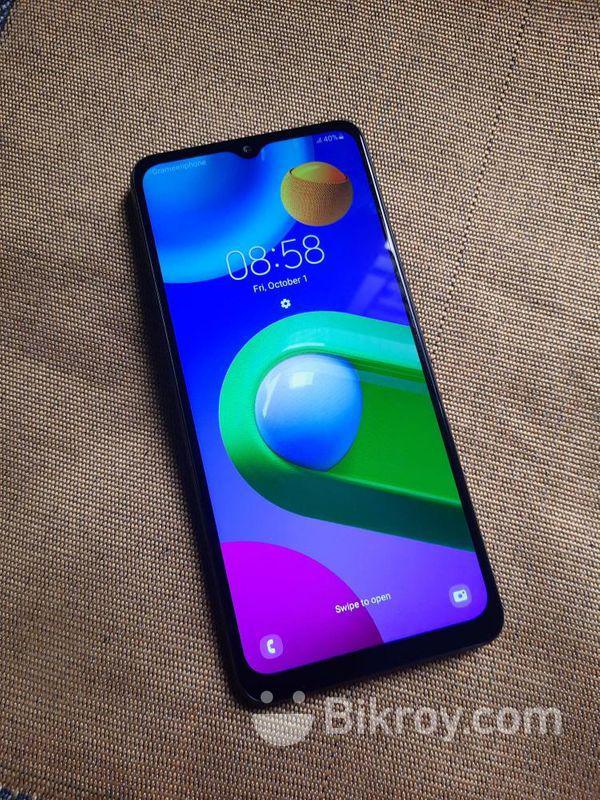 Grameenphone
40%
08:58
Fri, October 1
Swipe to open
Bikroy.com